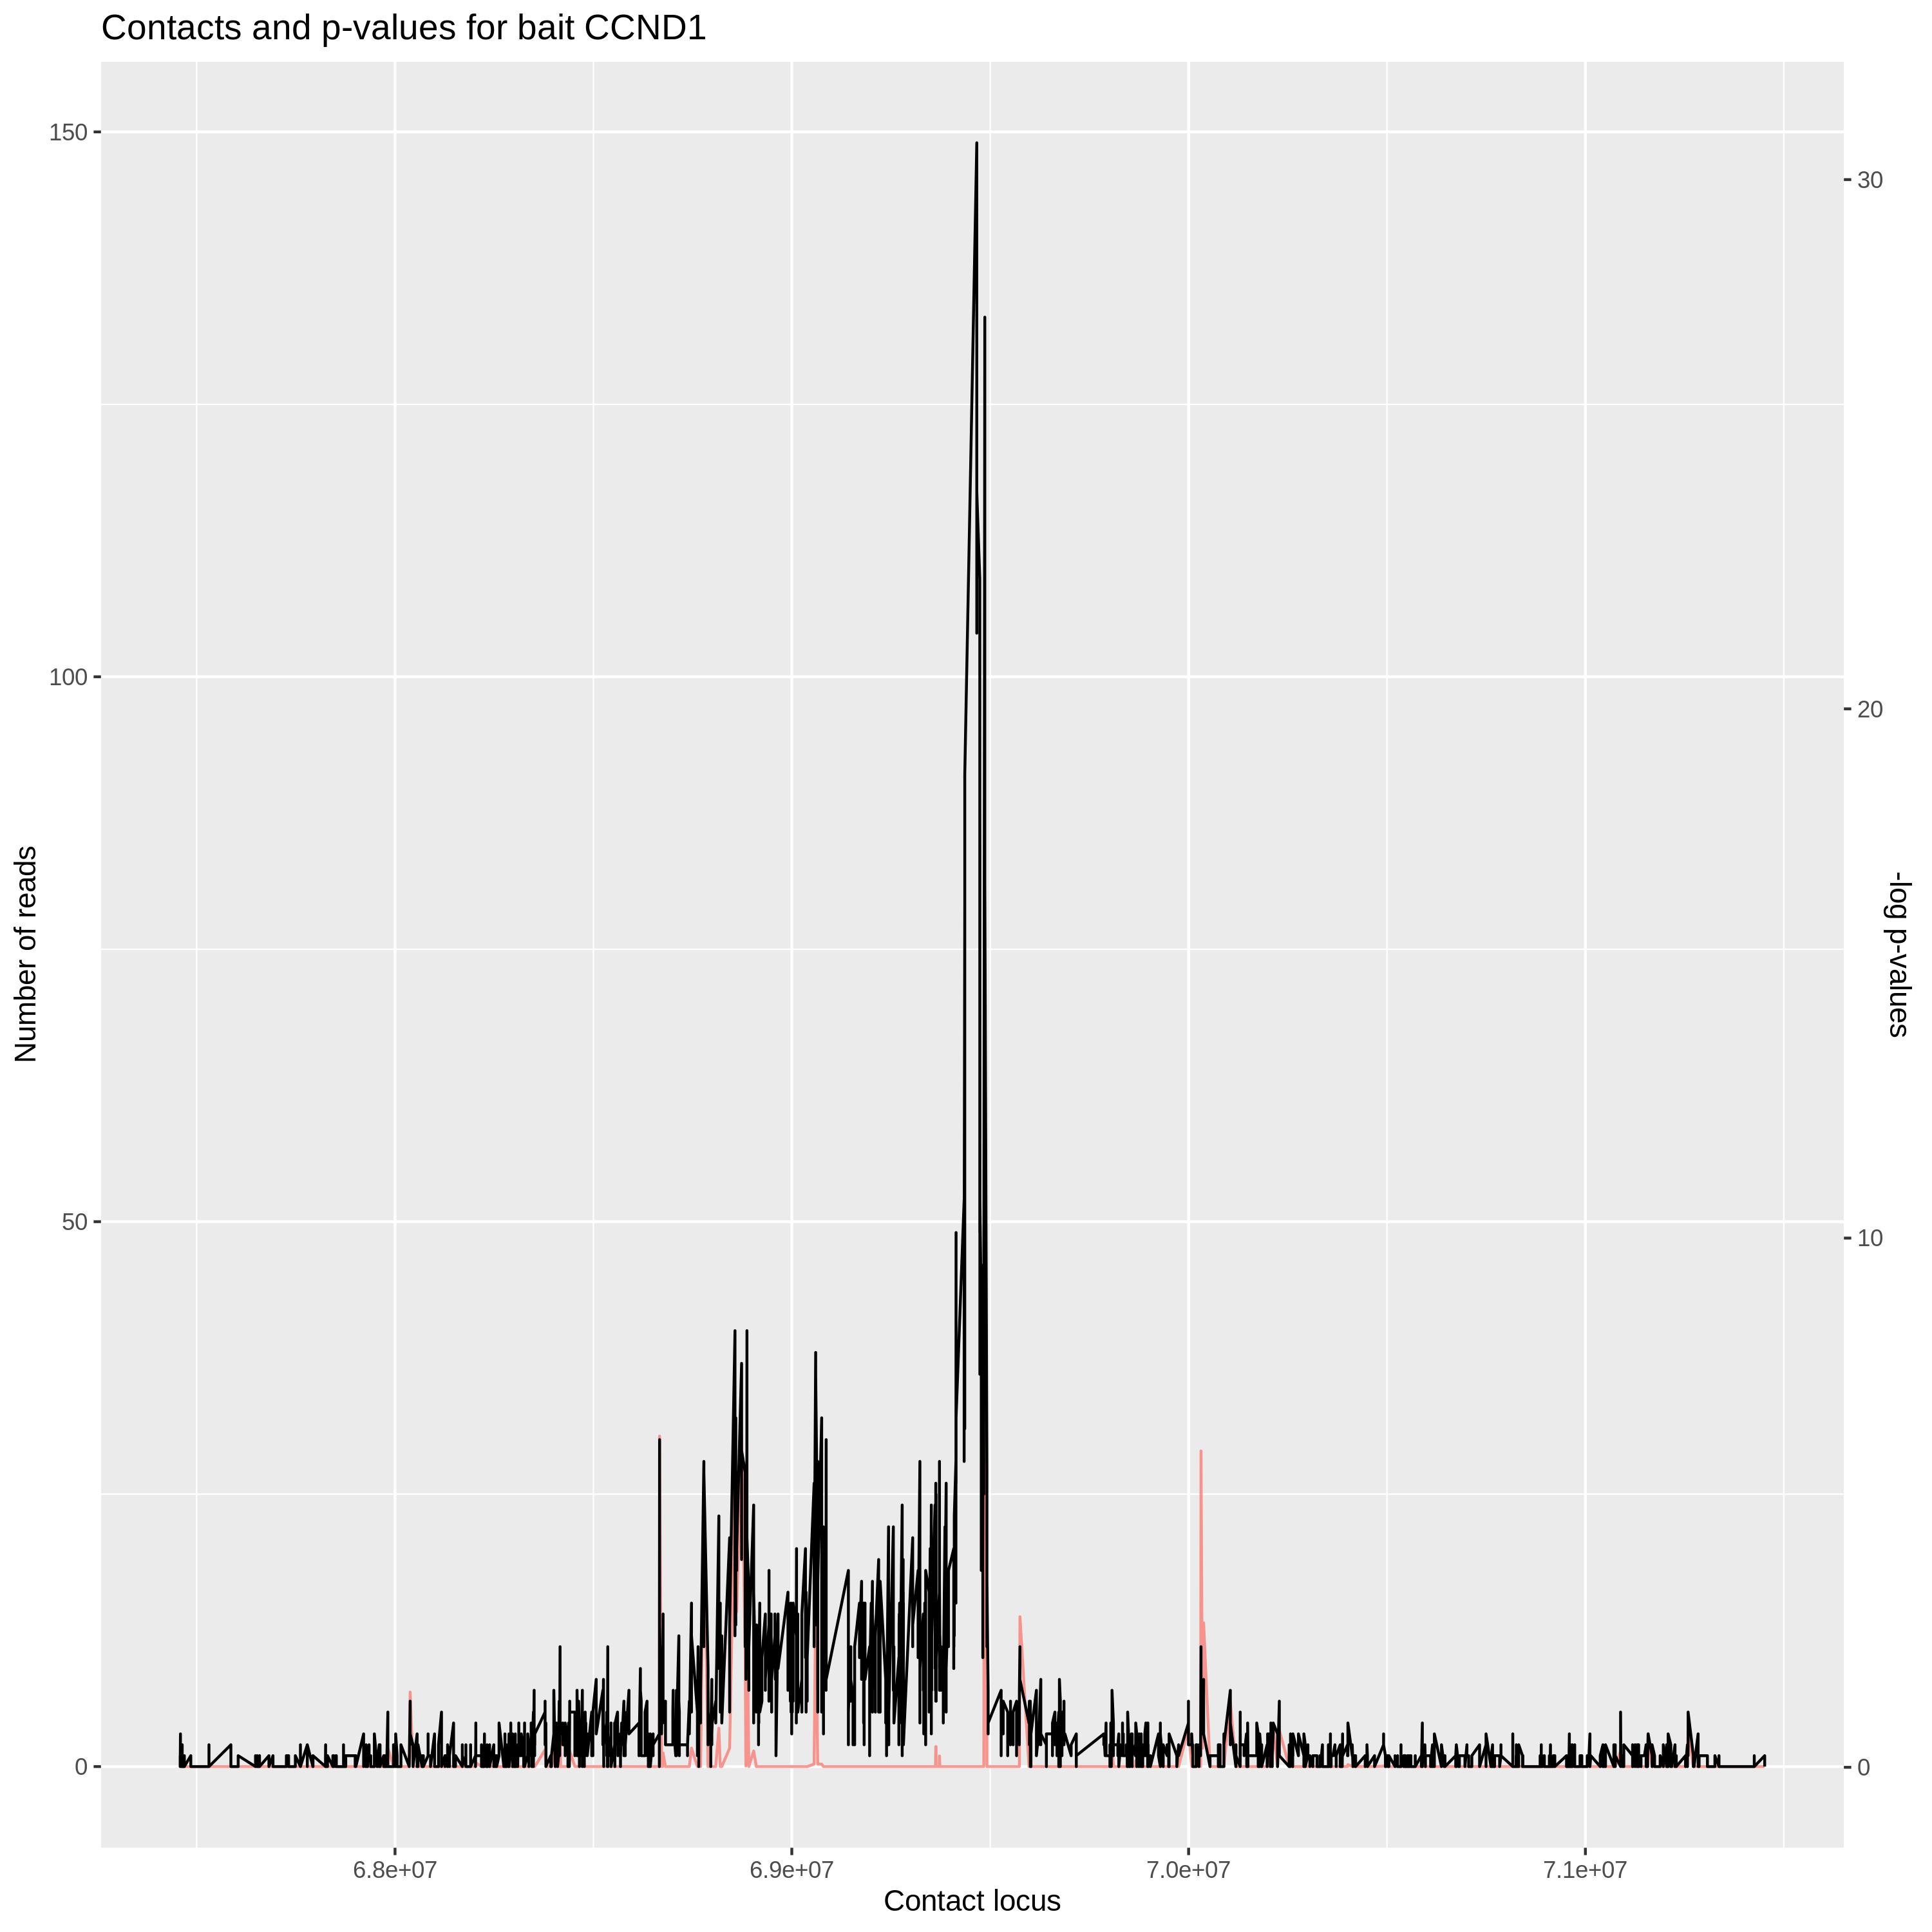 Contacts and p-values for bait CCND1
150
100
50
0
Number of reads
30
20
10
0
-log p-values
6.8e+07 6.9e+07 7.0e+07 7.1e+07
Contact locus